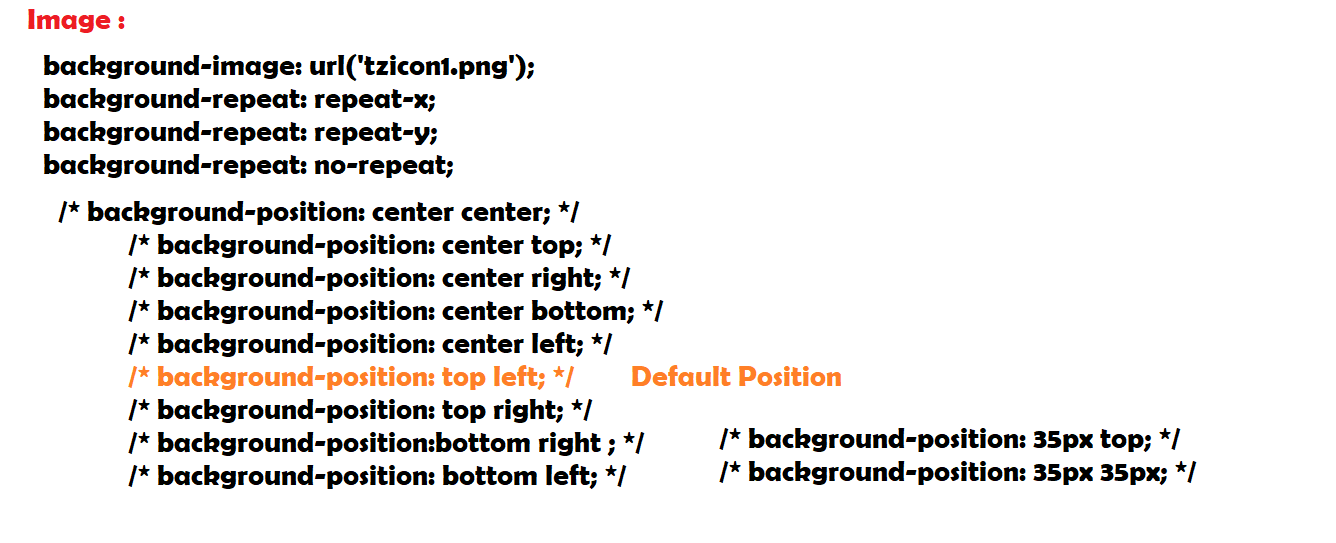 Image :
background-image: url('tzicon1.png');
background-repeat: repeat-x;
background-repeat: repeat-y;
background-repeat: no-repeat;
/* background-position: center center; */
/* background-position: center top; */
/* background-position: center right; */
/* background-position: center bottom; */
/* background-position: center left; */
/* background-position: top left; */ Default Position
/* background-position: top right; */
/* background-position:bottom right ; */
/* background-position: bottom left; */
/* background-position: 35px top; */
/* background-position: 35px 35px; */